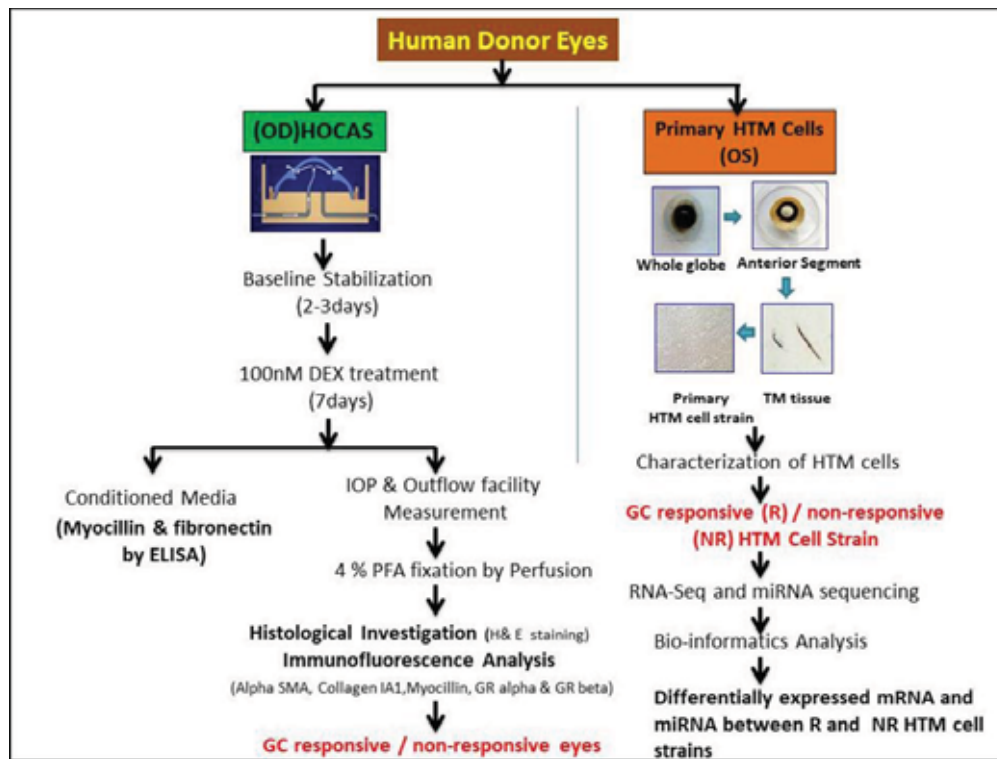 Human Donor Eyes
(OD)HOCAS
Baseline Stabilization
(2-3days)
100nM DEX treatment
(7days)
Conditioned Media
(Myocillin & fibronectin
by ELISA)
IOP & Outflow facility
Measurement
4 % PFA fixation by Perfusion
Histological Investigation (H& E staining)
Immunofluorescence Analysis
(Alpha SMA, Collagen IA1,Myocillin, GR alpha & GR beta)
GC responsive / non-responsive eyes
Primary HTM Cells
(OS)
Whole globe
Anterior Segment
Primary
HTM cell strain
TM tissue
Characterization of HTM cells
GC responsive (R) / non-responsive
(NR) HTM Cell Strain
RNA-Seq and miRNA sequencing
Bio-informatics Analysis
Differentially expressed mRNA and
miRNA between R and NR HTM cell
strains